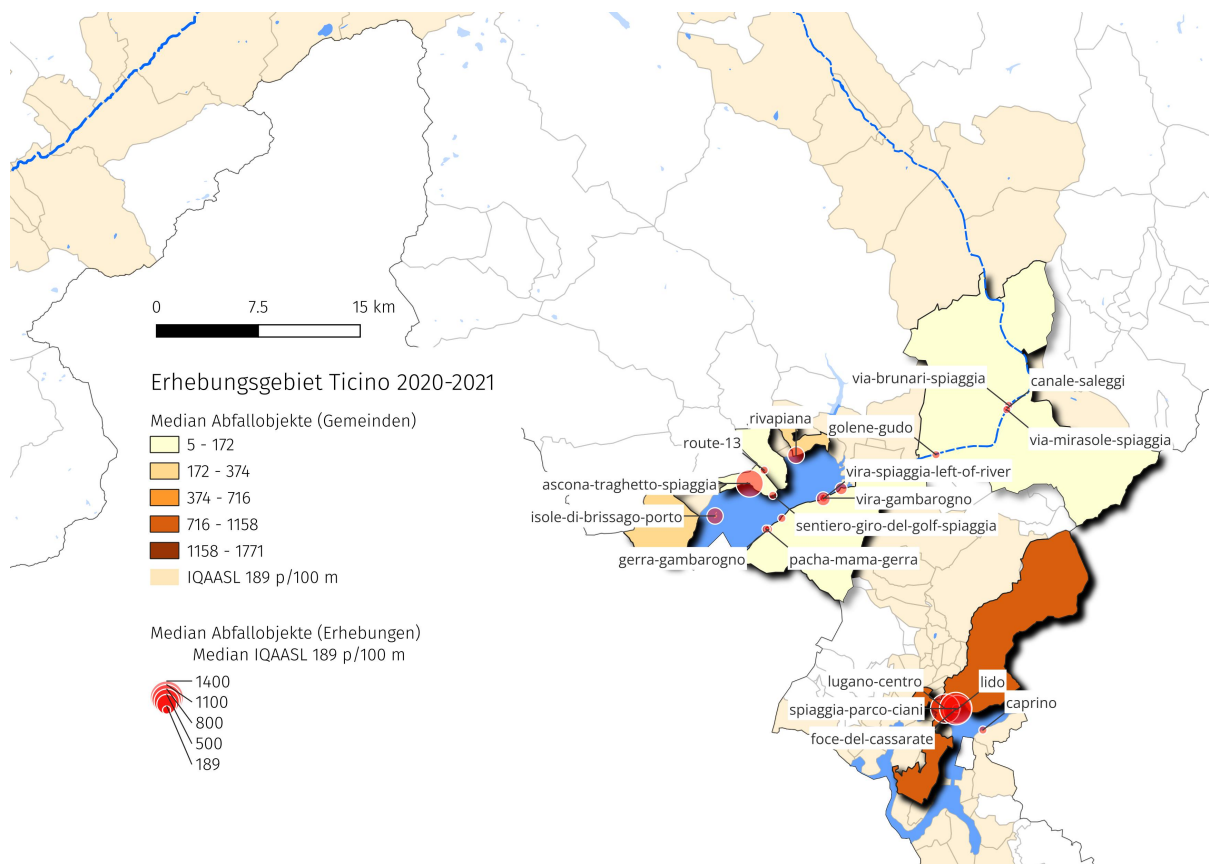 0 7.5 15 km
Erhebungsgebiet Ticino 2020-2021
Median Abfallobjekte (Gemeinden)
5 - 172
172 - 374
374 - 716
716 - 1158
1158 - 1771
IQAASL 189 p/100 m
Median Abfallobjekte (Erhebungen)
Median IQAASL 189 p/100 m
1400
1100
800
500
189
via-brunari-spiaggia
canale-saleggi
rivapiana
golene-gudo
via-mirasole-spiaggia
route-13
vira-spiaggia-left-of-river
ascona-traghetto-spiaggia
vira-gambarogno
isole-di-brissago-porto
sentiero-giro-del-golf-spiaggia
gerra-gambarogno
pacha-mama-gerra
lugano-centro
lido
spiaggia-parco-ciani
caprino
foce-del-cassarate